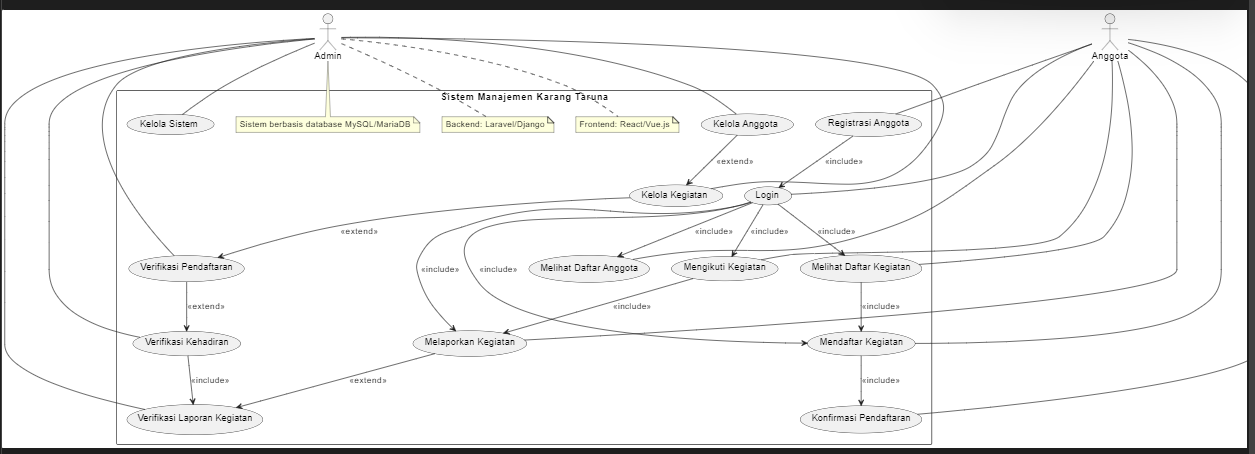 Admin
Anggota
Sistem Manajemen Karang Taruna
Kelola Sistem
Sistem berbasis database MySQL/MariaDB
Backend: Laravel/Django
Frontend: React/Vue.js
Kelola Anggota
Registrasi Anggota
«extend»
«include»
Kelola Kegiatan
Login
«extend»
«include»
«include»
«include»
Verifikasi Pendaftaran
«include»
«include»
Melihat Daftar Anggota
Mengikuti Kegiatan
Melihat Daftar Kegiatan
«extend»
«include»
«include»
Verifikasi Kehadiran
Melaporkan Kegiatan
Mendaftar Kegiatan
«include»
«extend»
«include»
Verifikasi Laporan Kegiatan
Konfirmasi Pendaftaran